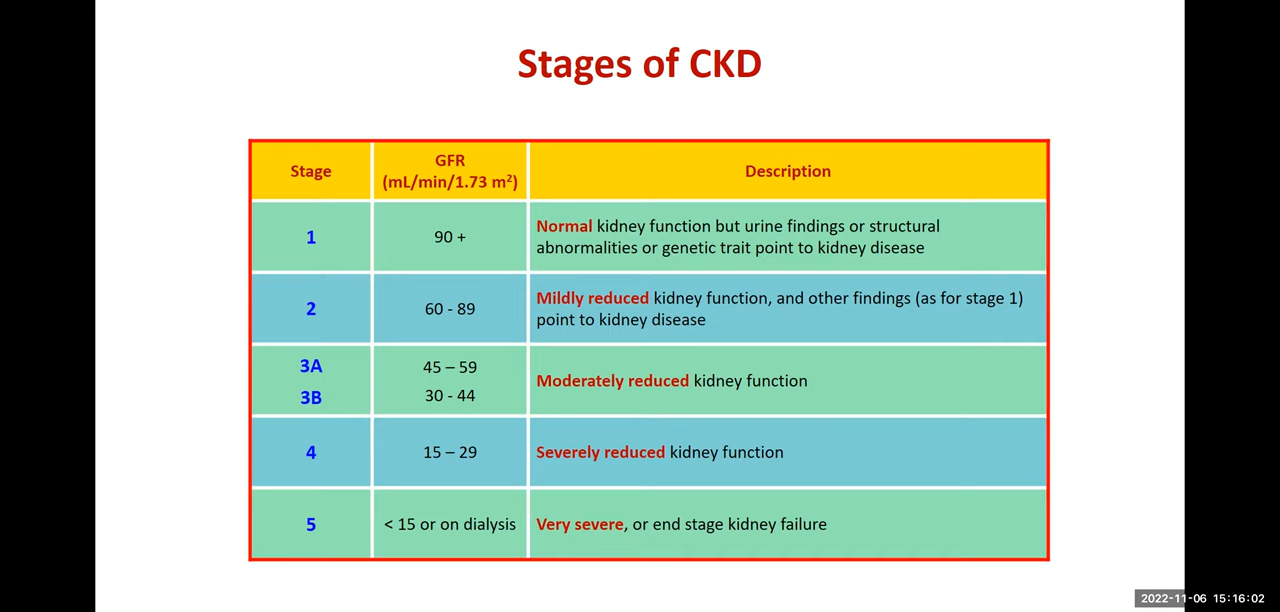 Stages of CKD
Stage
GFR
(mL/min/1.73 m²)
Description
1
90 +
Normal kidney function but urine findings or structural
abnormalities or genetic trait point to kidney disease
2
60 - 89
Mildly reduced kidney function, and other findings (as for stage 1)
point to kidney disease
3A
3B
45 – 59
30 - 44
Moderately reduced kidney function
4
15 – 29
Severely reduced kidney function
5
< 15 or on dialysis
Very severe, or end stage kidney failure
2022-11-06 15:16:02